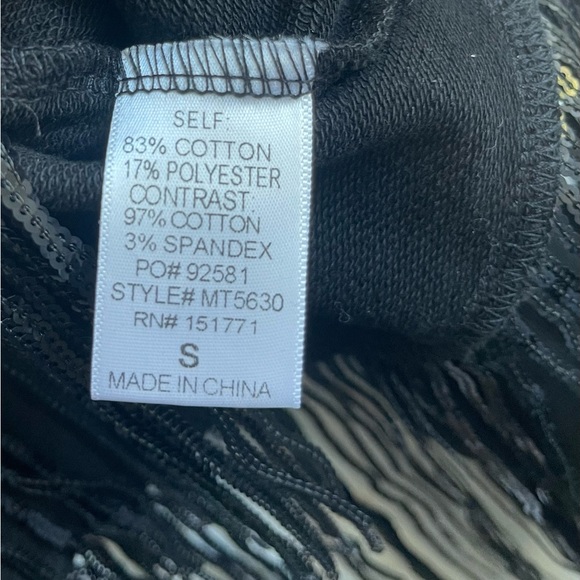 SELF:
83% COTTON
17% POLYESTER
CONTRAST:
97% COTTON
3% SPANDEX
PO# 92581
STYLE# MT5630
RN# 151771
S
MADE IN CHINA